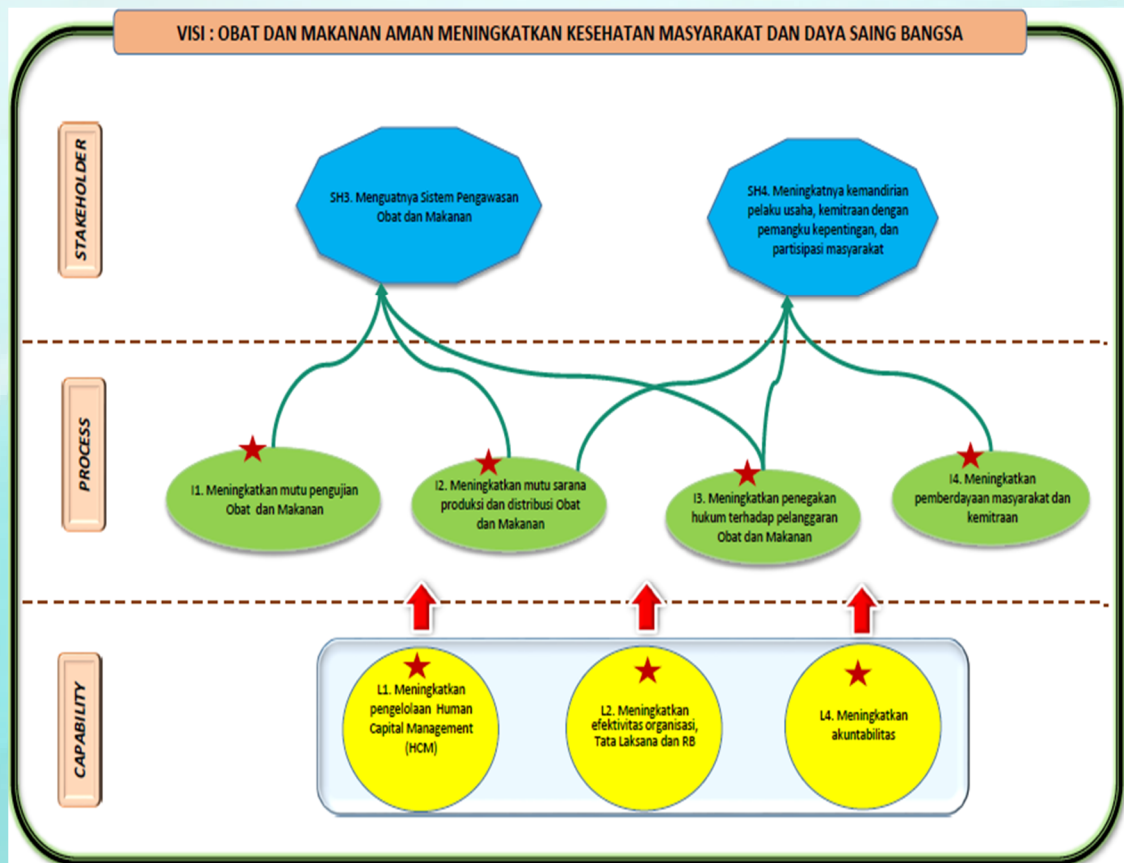 VISI : OBAT DAN MAKANAN AMAN MENINGKATKAN KESEHATAN MASYARAKAT DAN DAYA SAING BANGSA
STAKEHOLDER
SH3. Menguatnya Sistem Pengawasan
Obat dan Makanan
SH4. Meningkatnya kemandirian
pelaku usaha, kemitraan dengan
pemangku kepentingan, dan
partisipasi masyarakat
PROCESS
I1. Meningkatkan mutu pengujian
Obat dan Makanan
I2. Meningkatkan mutu sarana
produksi dan distribusi Obat
dan Makanan
I3. Meningkatkan penegakan
hukum terhadap pelanggaran
Obat dan Makanan
I4. Meningkatkan
pemberdayaan masyarakat dan
kemitraan
CAPABILITY
L1. Meningkatkan
pengelolaan Human
Capital Management
(HCM)
L2. Meningkatkan
efektivitas organisasi,
Tata Laksana dan RB
L4. Meningkatkan
akuntabilitas